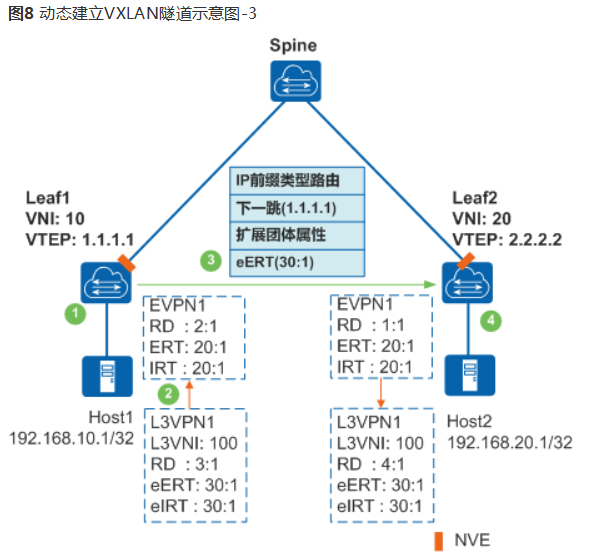 图8 动态建立VXLAN隧道示意图-3
Spine
Leaf1
VNI: 10
VTEP: 1.1.1.1
IP前缀类型路由
下一跳(1.1.1.1)
扩展团体属性
eERT(30:1)
Leaf2
VNI: 20
VTEP: 2.2.2.2
3
1
4
EVPN1
RD : 2:1
ERT: 20:1
IRT : 20:1
EVPN1
RD : 1:1
ERT: 20:1
IRT : 20:1
2
Host1
192.168.10.1/32
L3VPN1
L3VNI: 100
RD : 3:1
eERT: 30:1
eIRT : 30:1
L3VPN1
L3VNI: 100
RD : 4:1
eERT: 30:1
eIRT : 30:1
Host2
192.168.20.1/32
NVE